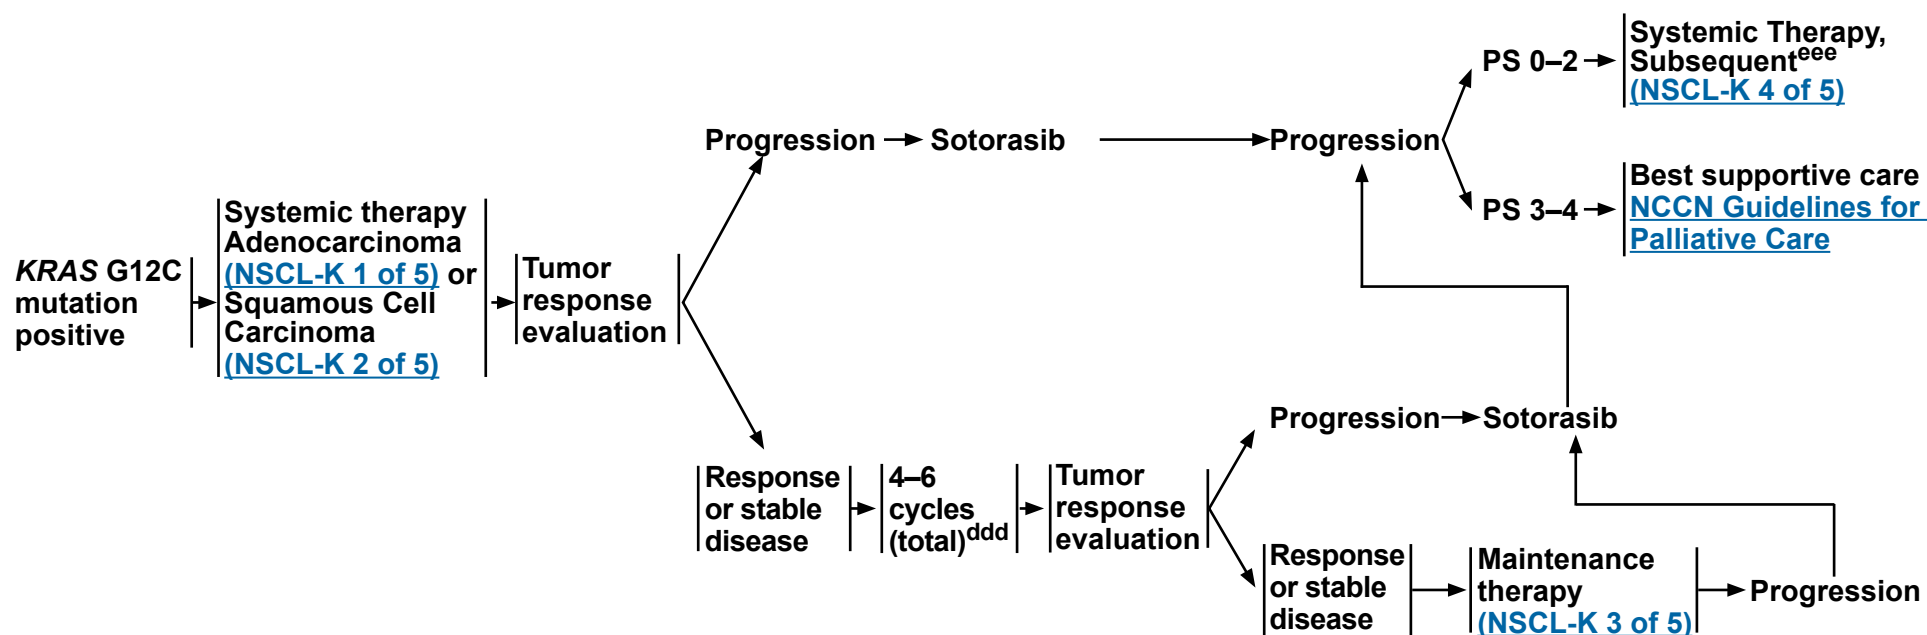 KRAS G12C
mutation
positive
Systemic therapy
Adenocarcinoma
(NSCL-K 1 of 5) or
Squamous Cell
Carcinoma
(NSCL-K 2 of 5)
Tumor
response
evaluation
Progression
Sotorasib
Progression
PS 0–2
Systemic Therapy,
Subsequenteee
(NSCL-K 4 of 5)
PS 3–4
Best supportive care
NCCN Guidelines for
Palliative Care
Response
or stable
disease
4–6
cycles
(total)ddd
Tumor
response
evaluation
Progression
Sotorasib
Response
or stable
disease
Maintenance
therapy
(NSCL-K 3 of 5)
Progression